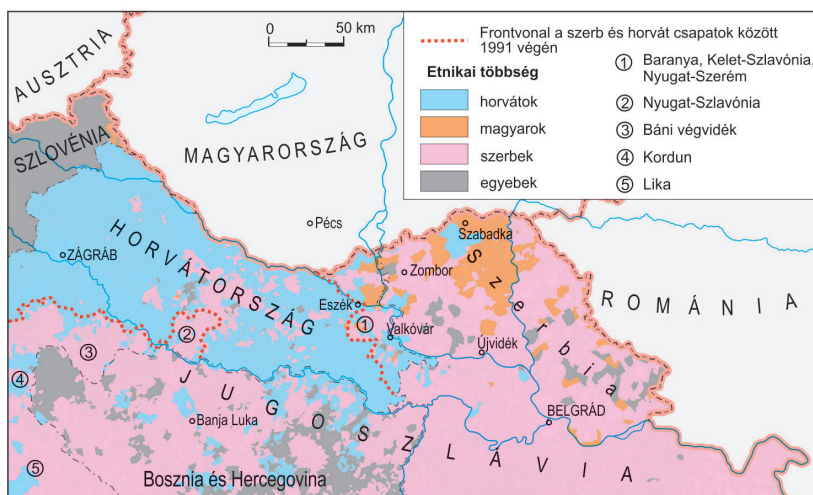 0 50 km
Frontvonal a szerb és horvát csapatok között
1991 végén
Etnikai többség
horvátok
magyarok
szerbek
egyebek
① Baranya, Kelet-Szlavónia,
Nyugat-Szerém
② Nyugat-Szlavónia
③ Báni végvidék
④ Kordun
⑤ Lika
AUSZTRIA
SZLOVÉNIA
MAGYARORSZÁG
Pécs
Szabadka
ZÁGRÁB
HORVÁTORSZÁG
Zombor
Szerbia
ROMÁNIA
Eszék
①
Valkóvár
②
Újvidék
③
④
JUGOSZLÁVIA
Banja Luka
BELGRÁD
⑤
Bosznia és Hercegovina